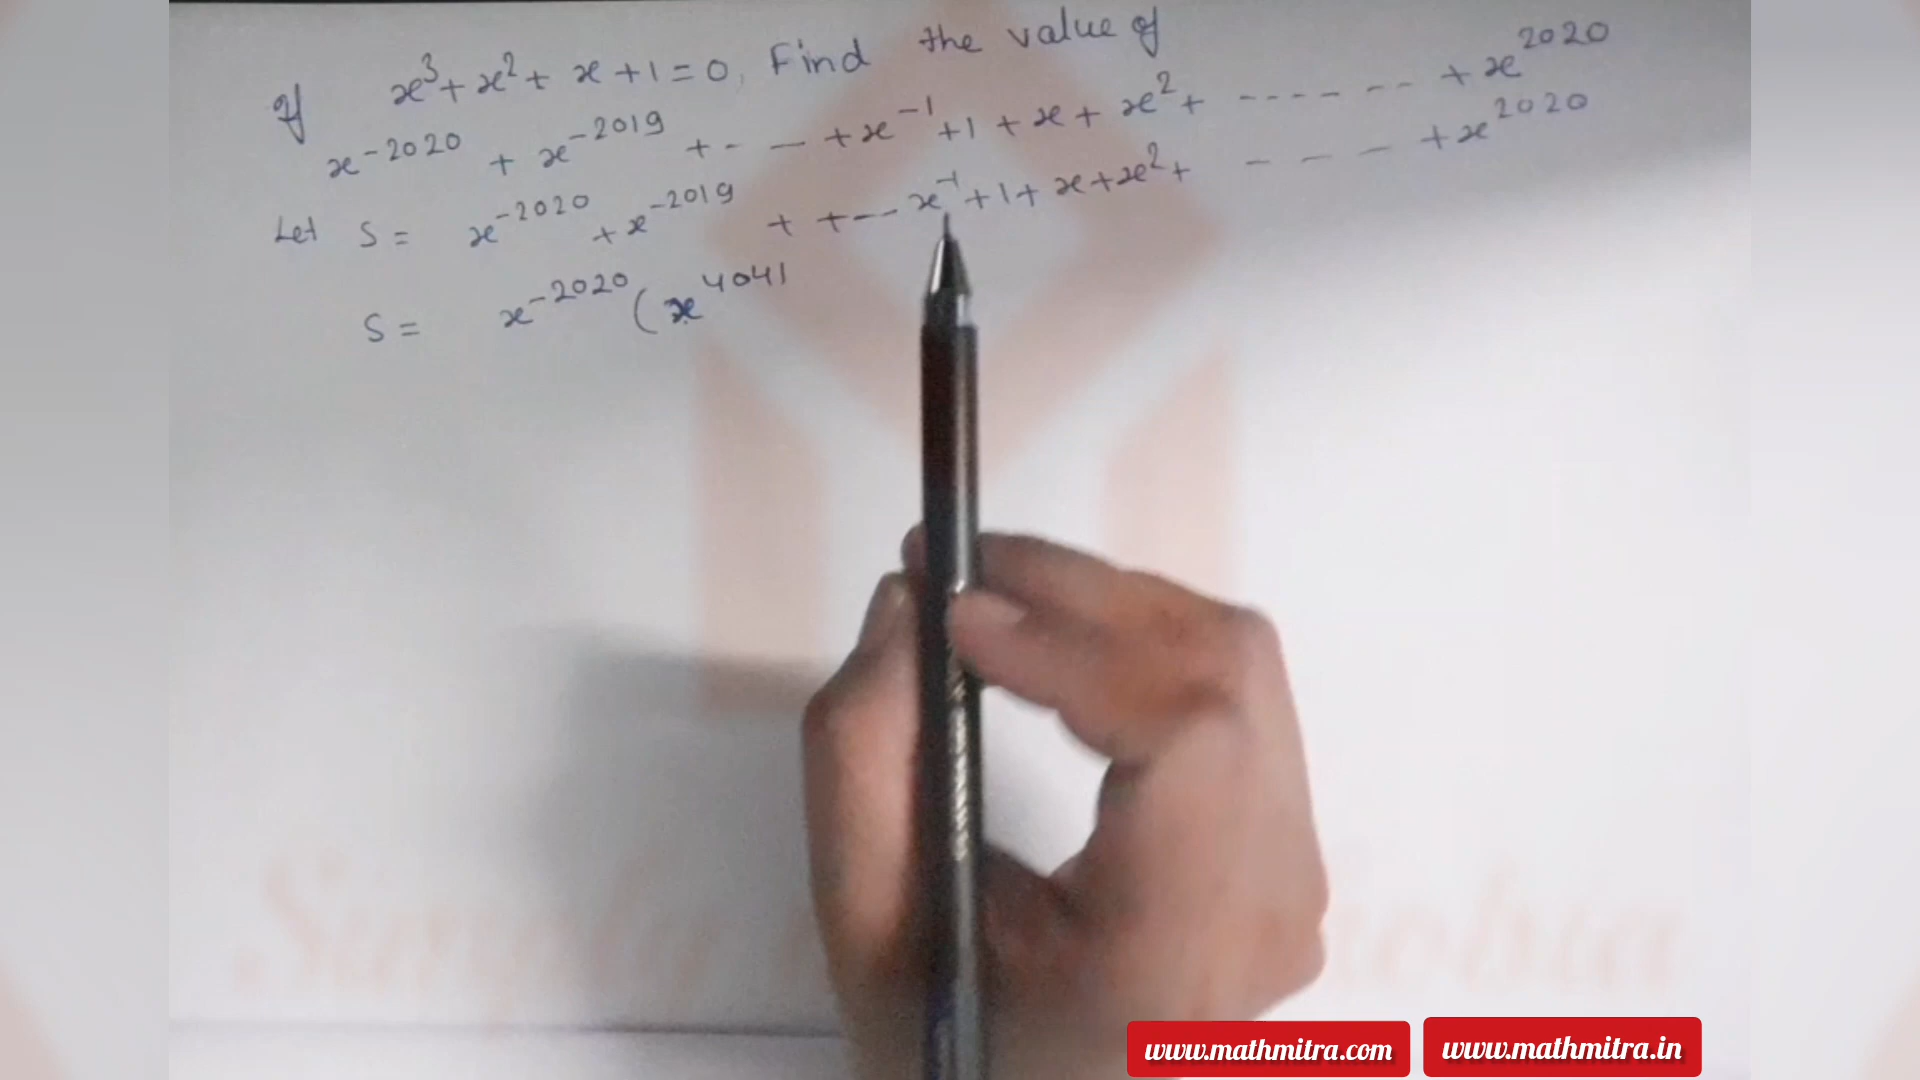 If x³+x²+x+1=0, Find the value of
x⁻²⁰²⁰ + x⁻²⁰¹⁹ + - — +x⁻¹+1+x+x²+ ------ -- +x²⁰²⁰
Let S = x⁻²⁰²⁰+x⁻²⁰¹⁹ + +-— x⁻¹+1+x+x²+ — — — +x²⁰²⁰
S = x⁻²⁰²⁰(x⁴⁰⁴¹
www.mathmitra.com www.mathmitra.in